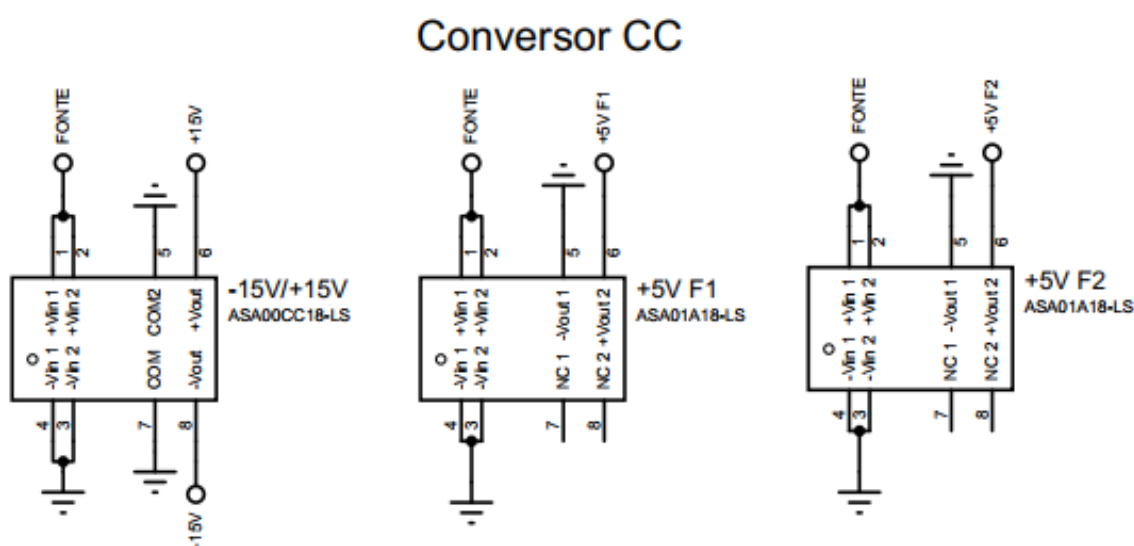 Conversor CC
FONTE
+15V
1
2
5
6
+Vin 1
+Vin 2
COM2
+Vout
-Vin 1
-Vin 2
COM
-Vout
4
3
7
8
-15V
-15V/+15V
ASA00CC18-LS
FONTE
+5V F1
1
2
5
6
+Vin 1
+Vin 2
-Vout 1
+Vout 2
-Vin 1
-Vin 2
NC 1
NC 2
4
3
7
8
+5V F1
ASA01A18-LS
FONTE
+5V F2
1
2
5
6
+Vin 1
+Vin 2
-Vout 1
+Vout 2
-Vin 1
-Vin 2
NC 1
NC 2
4
3
7
8
+5V F2
ASA01A18-LS